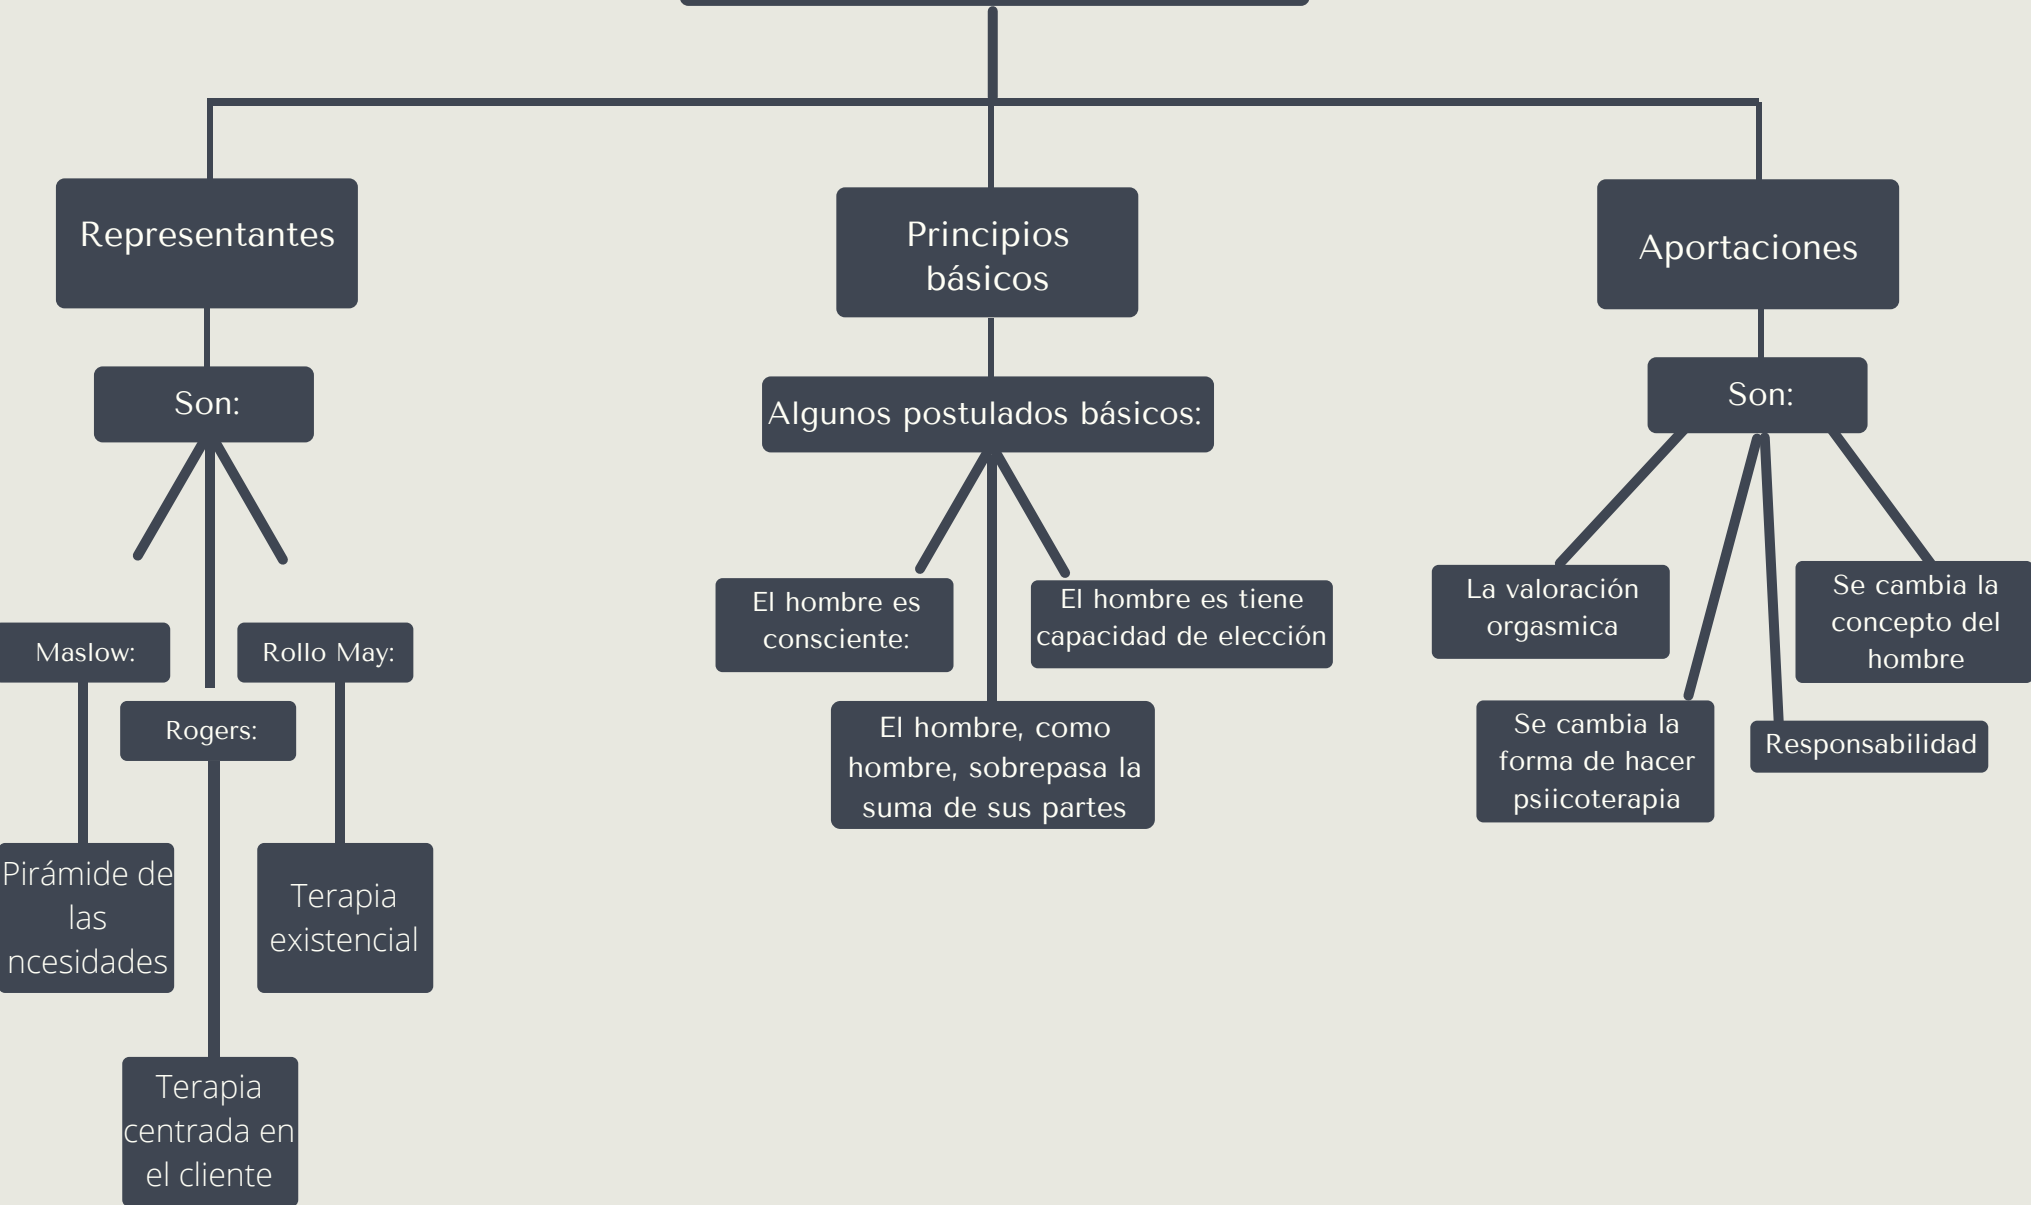 Representantes
Principios
básicos
Aportaciones
Son:
Algunos postulados básicos:
Son:
Maslow:
Rollo May:
Rogers:
Pirámide de
las
ncesidades
Terapia
existencial
Terapia
centrada en
el cliente
El hombre es
consciente:
El hombre es tiene
capacidad de elección
El hombre, como
hombre, sobrepasa la
suma de sus partes
La valoración
orgasmica
Se cambia la
concepto del
hombre
Se cambia la
forma de hacer
psiicoterapia
Responsabilidad